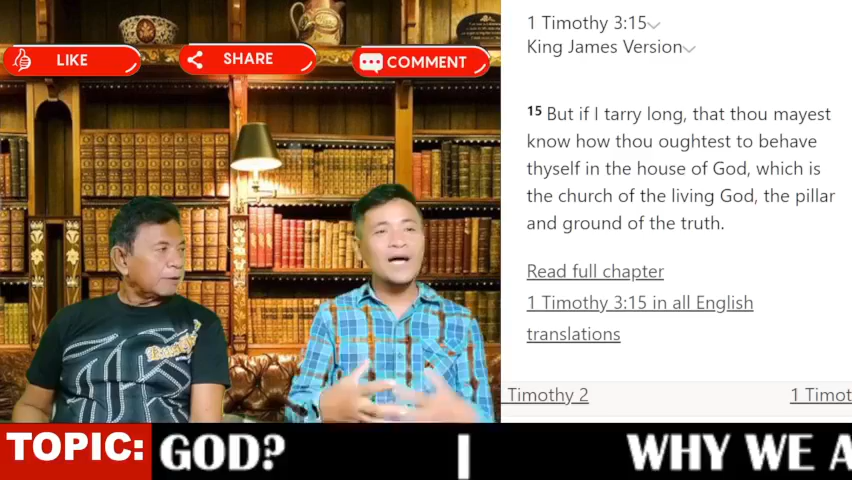 LIKE
SHARE
COMMENT
1 Timothy 3:15
King James Version
15 But if I tarry long, that thou mayest
know how thou oughtest to behave
thyself in the house of God, which is
the church of the living God, the pillar
and ground of the truth.
Read full chapter
1 Timothy 3:15 in all English
translations
Timothy 2
1 Timot
TOPIC: GOD? | WHY WE A